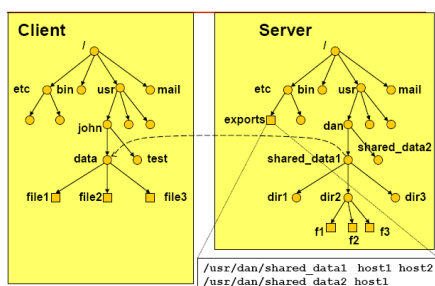 Client Server
/ /
etc bin usr mail etc bin usr mail
exports
john dan
shared_data2
data test shared_data1
file1 file2 file3 dir1 dir2 dir3
f1 f2 f3
/usr/dan/shared_data1 host1 host2
/usr/dan/shared_data2 host1